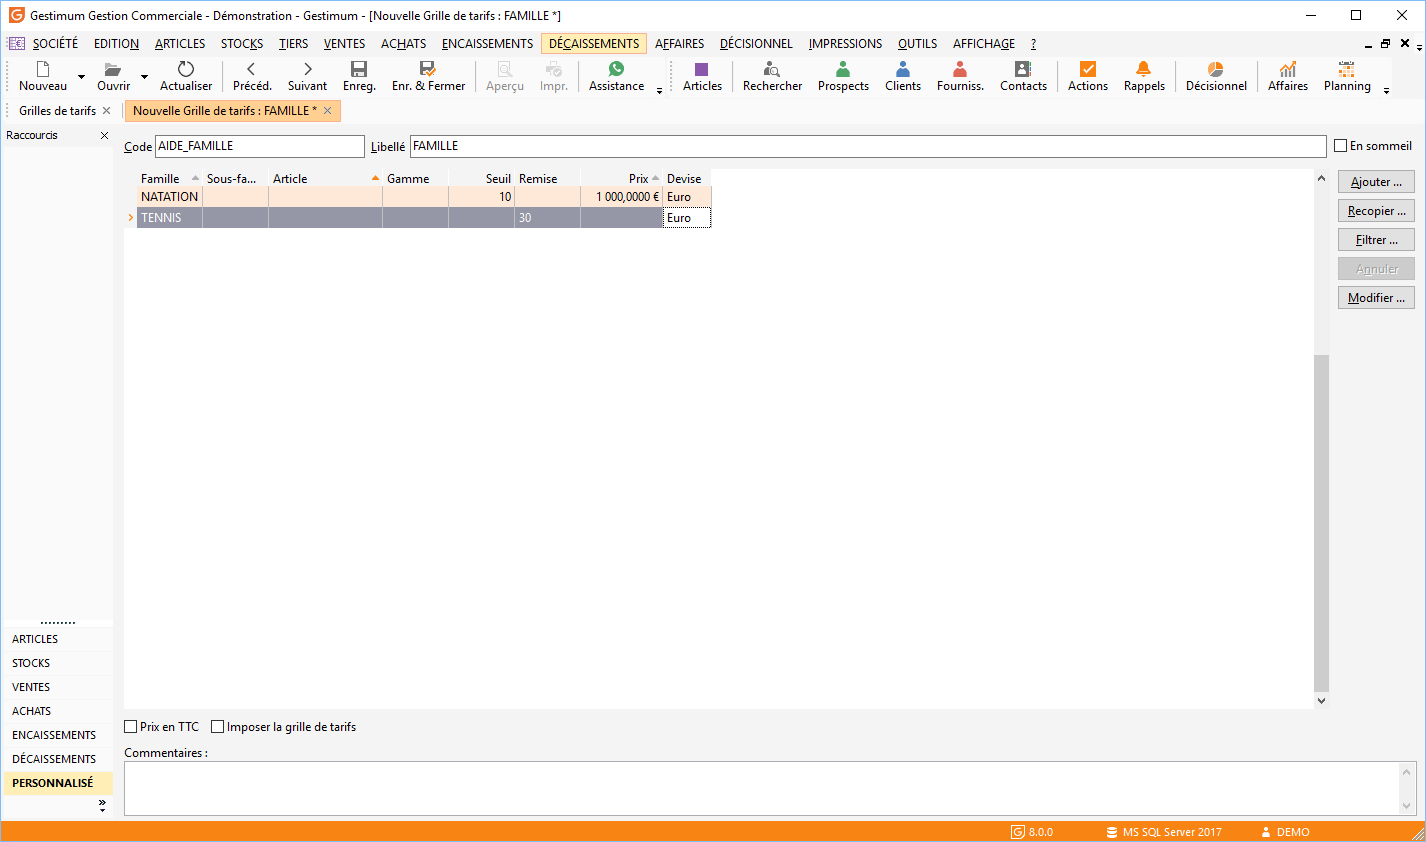 Gestimum Gestion Commerciale - Démonstration - Gestimum - [Nouvelle Grille de tarifs : FAMILLE *]
SOCIÉTÉ EDITION ARTICLES STOCKS TIERS VENTES ACHATS ENCAISSEMENTS DÉCAISSEMENTS AFFAIRES DÉCISIONNEL IMPRESSIONS OUTILS AFFICHAGE ?
Nouveau Ouvrir Actualiser Précéd. Suivant Enreg. Enr. & Fermer Aperçu Impr. Assistance Articles Rechercher Prospects Clients Fourniss. Contacts Actions Rappels Décisionnel Affaires Planning
Grilles de tarifs Nouvelle Grille de tarifs : FAMILLE *
Raccourcis
Code AIDE_FAMILLE Libellé FAMILLE En sommeil
Famille Sous-fa... Article Gamme Seuil Remise Prix Devise
NATATION 10 1 000,0000 € Euro
TENNIS 30 Euro
Ajouter ...
Recopier ...
Filtrer ...
Annuler
Modifier ...
ARTICLES
STOCKS
VENTES
ACHATS
ENCAISSEMENTS
DÉCAISSEMENTS
PERSONNALISÉ
Prix en TTC Imposer la grille de tarifs
Commentaires :
8.0.0 MS SQL Server 2017 DEMO